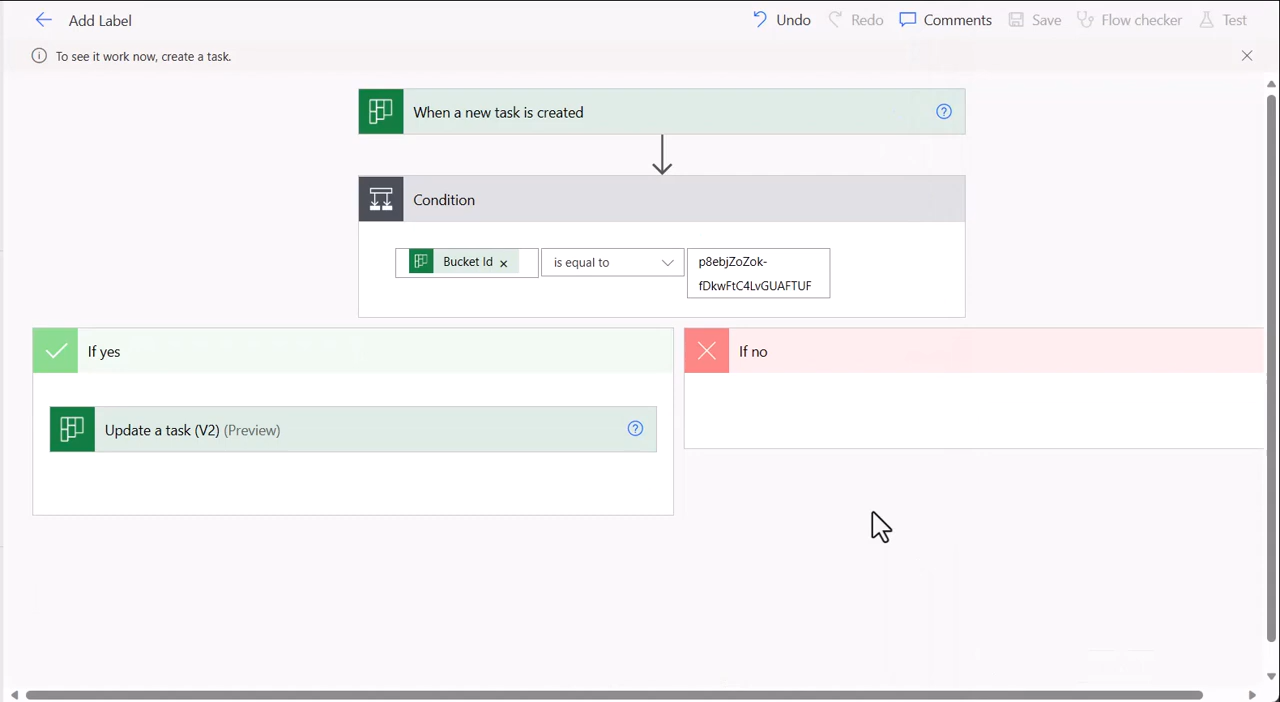 Add Label
Undo
Redo
Comments
Save
Flow checker
Test
To see it work now, create a task.
When a new task is created
Condition
Bucket Id
is equal to
p8ebjZoZok-
fDkwFtC4LvGUAFTUF
If yes
If no
Update a task (V2) (Preview)